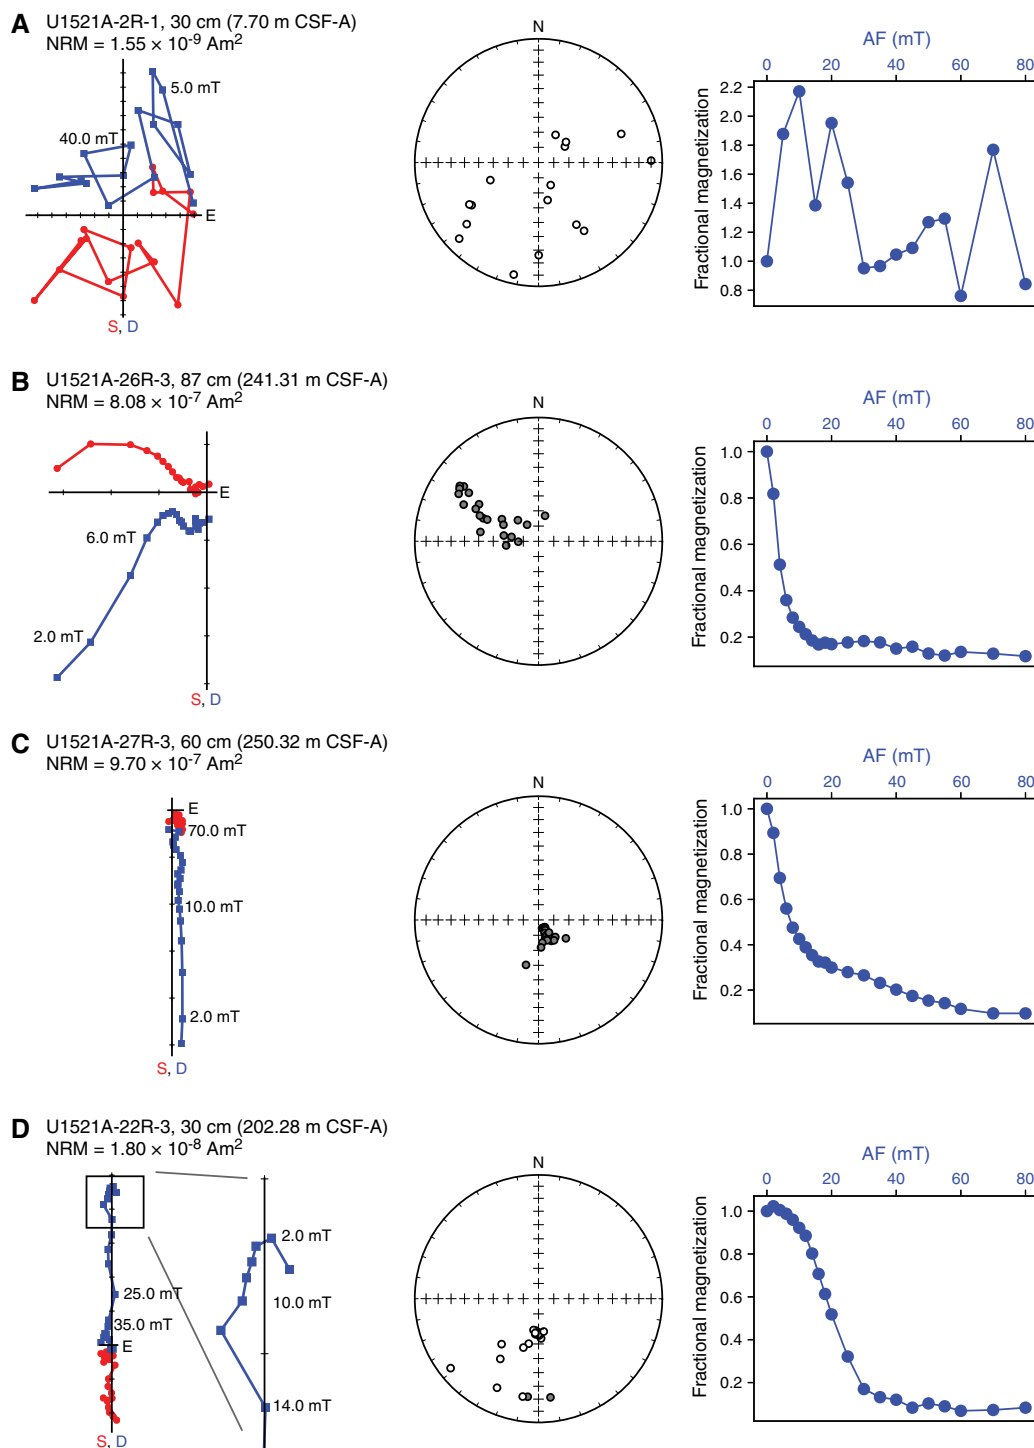 A U1521A-2R-1, 30 cm (7.70 m CSF-A)
NRM = 1.55 × 10⁻⁹ Am²
5.0 mT
40.0 mT
E
S, D
N
AF (mT)
0 20 40 60 80
Fractional magnetization
2.2
2.0
1.8
1.6
1.4
1.2
1.0
0.8
B U1521A-26R-3, 87 cm (241.31 m CSF-A)
NRM = 8.08 × 10⁻⁷ Am²
E
6.0 mT
2.0 mT
S, D
N
AF (mT)
0 20 40 60 80
Fractional magnetization
1.0
0.8
0.6
0.4
0.2
C U1521A-27R-3, 60 cm (250.32 m CSF-A)
NRM = 9.70 × 10⁻⁷ Am²
E
70.0 mT
10.0 mT
2.0 mT
S, D
N
AF (mT)
0 20 40 60 80
Fractional magnetization
1.0
0.8
0.6
0.4
0.2
D U1521A-22R-3, 30 cm (202.28 m CSF-A)
NRM = 1.80 × 10⁻⁸ Am²
25.0 mT
35.0 mT
E
S, D
2.0 mT
10.0 mT
14.0 mT
N
AF (mT)
0 20 40 60 80
Fractional magnetization
1.0
0.8
0.6
0.4
0.2